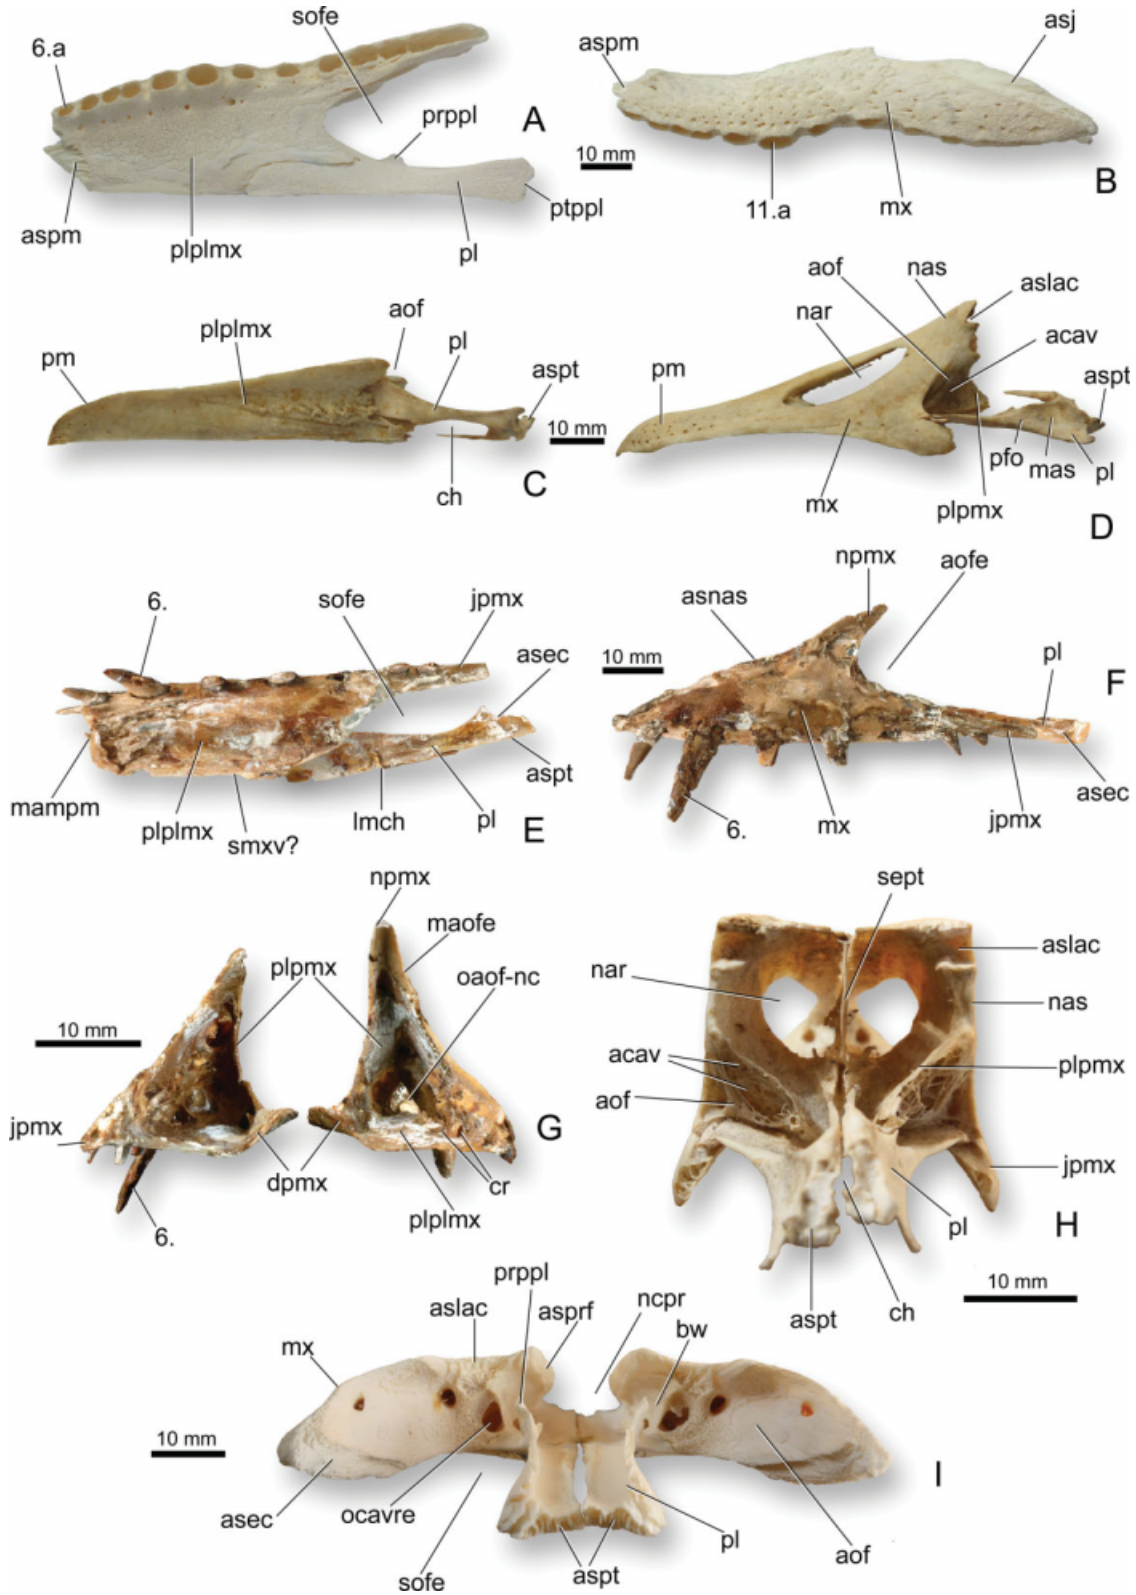 sofe
6.a
prppl
A
aspm
plplmx
pl
ptppl
aspm
asj
10 mm
11.a
mx
B
plplmx
aof
pl
pm
aspt
10 mm
ch
C
aof
nas
aslac
nar
acav
pm
aspt
pfo
mas
pl
mx
plpmx
D
6.
sofe
jpmx
asec
mampm
plplmx
smxv?
lmch
pl
aspt
E
npmx
aofe
asnas
10 mm
pl
F
6.
mx
jpmx
asec
npmx
maofe
plpmx
oaof-nc
10 mm
jpmx
G
dpmx
cr
6.
plplmx
sept
aslac
nar
nas
acav
plpmx
aof
jpmx
pl
H
aspt
ch
10 mm
prppl
ncpr
aslac
asprf
bw
mx
10 mm
I
asec
ocavre
pl
aof
sofe
aspt